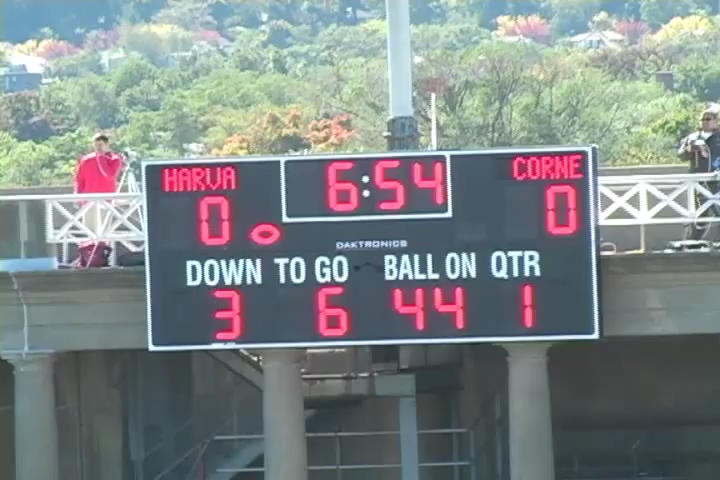 HARVA 6:54 CORNE
0 0
DAKTRONICS
DOWN TO GO BALL ON QTR
3 6 44 1